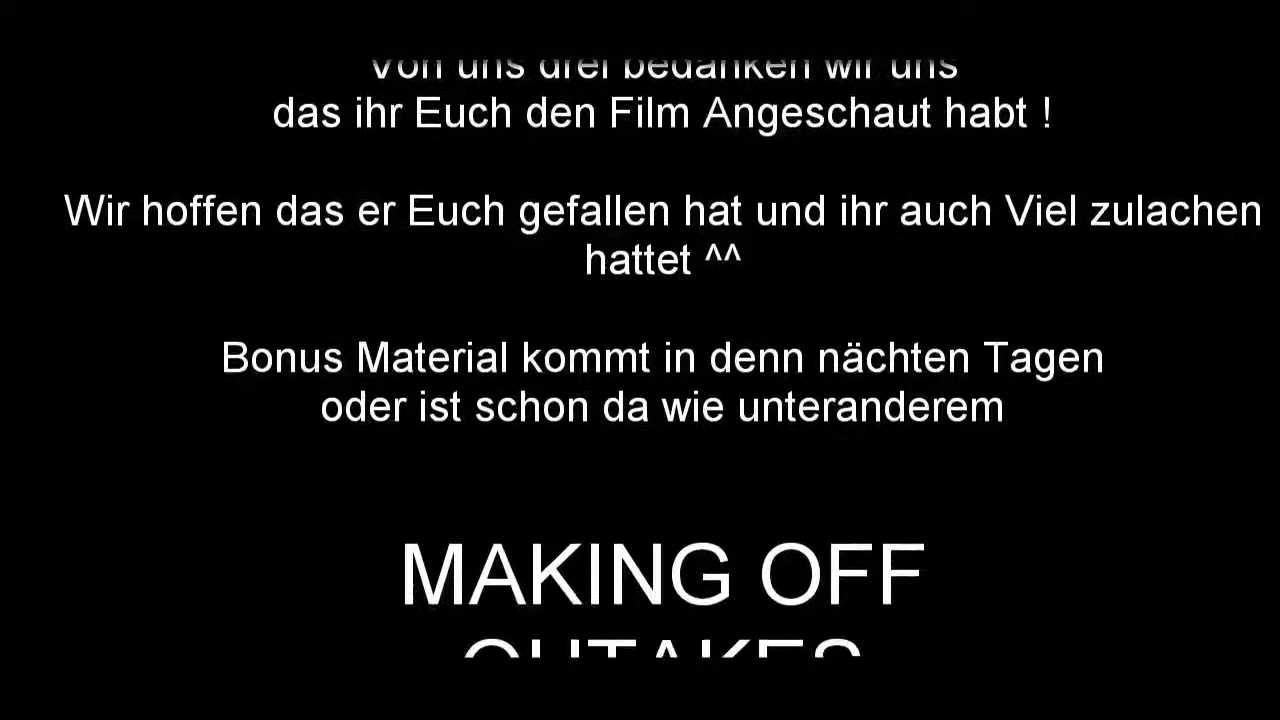 Von uns drei bedanken wir uns
das ihr Euch den Film Angeschaut habt !
Wir hoffen das er Euch gefallen hat und ihr auch Viel zulachen
hattet ^^
Bonus Material kommt in denn nächten Tagen
oder ist schon da wie unteranderem
MAKING OFF
OUTAKES